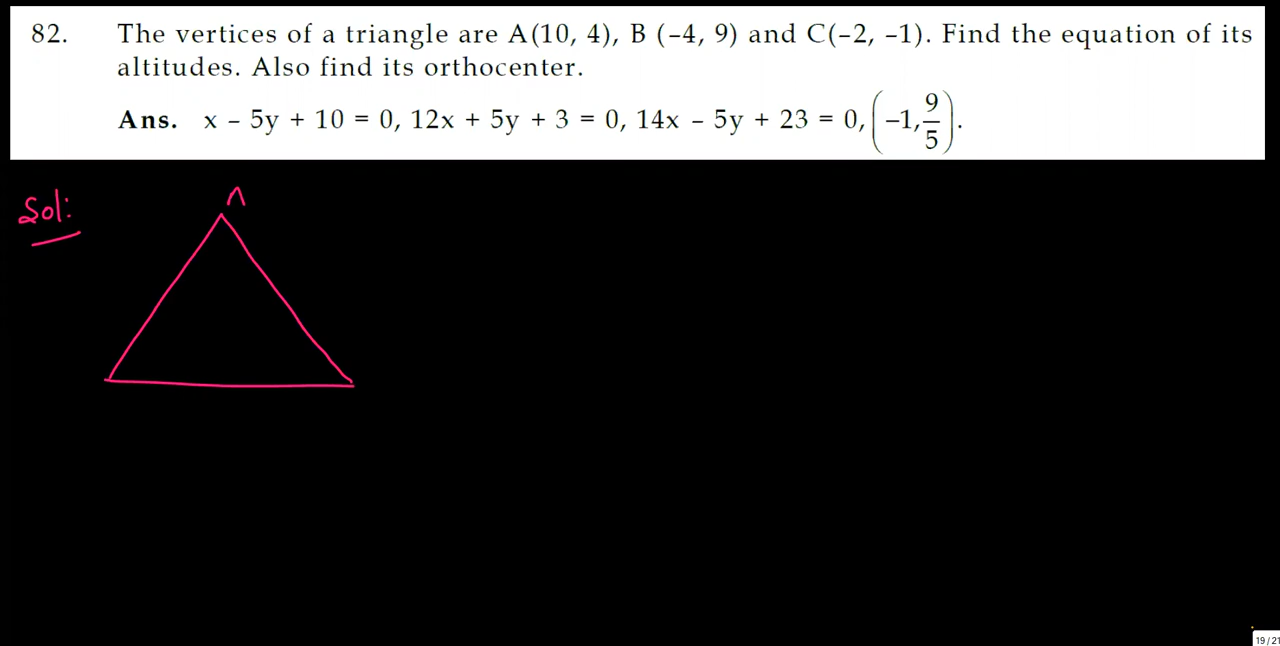 82. The vertices of a triangle are A(10, 4), B (–4, 9) and C(–2, –1). Find the equation of its
altitudes. Also find its orthocenter.
Ans. x – 5y + 10 = 0, 12x + 5y + 3 = 0, 14x – 5y + 23 = 0, (–1, 9/5).
Sol:
19 / 21